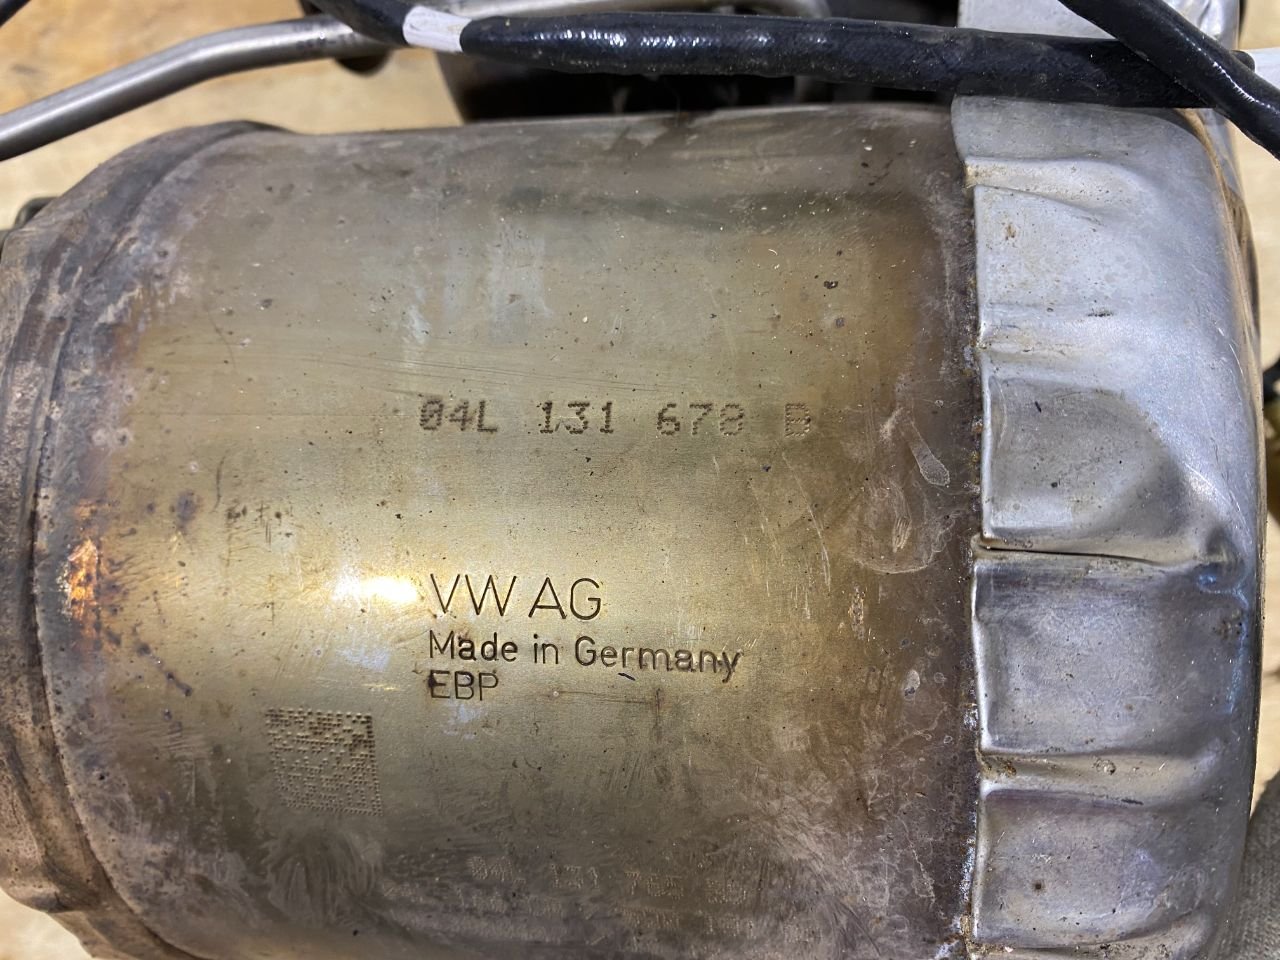 04L 131 678 B
VW AG
Made in Germany
EBP